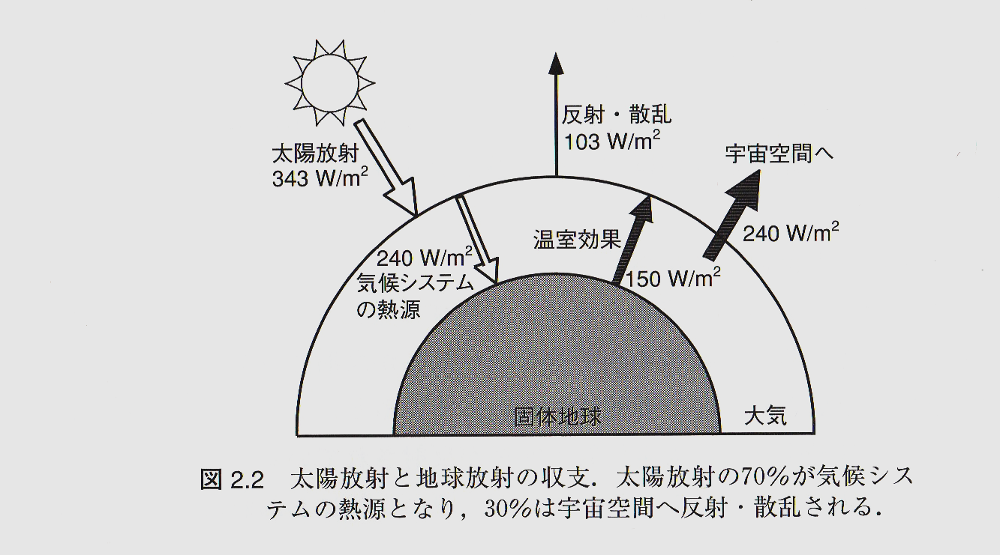 太陽放射
343 W/m²
反射・散乱
103 W/m²
宇宙空間へ
240 W/m²
温室効果
150 W/m²
240 W/m²
気候システム
の熱源
固体地球
大気
図 2.2 太陽放射と地球放射の収支．太陽放射の70%が気候シス
テムの熱源となり，30%は宇宙空間へ反射・散乱される．